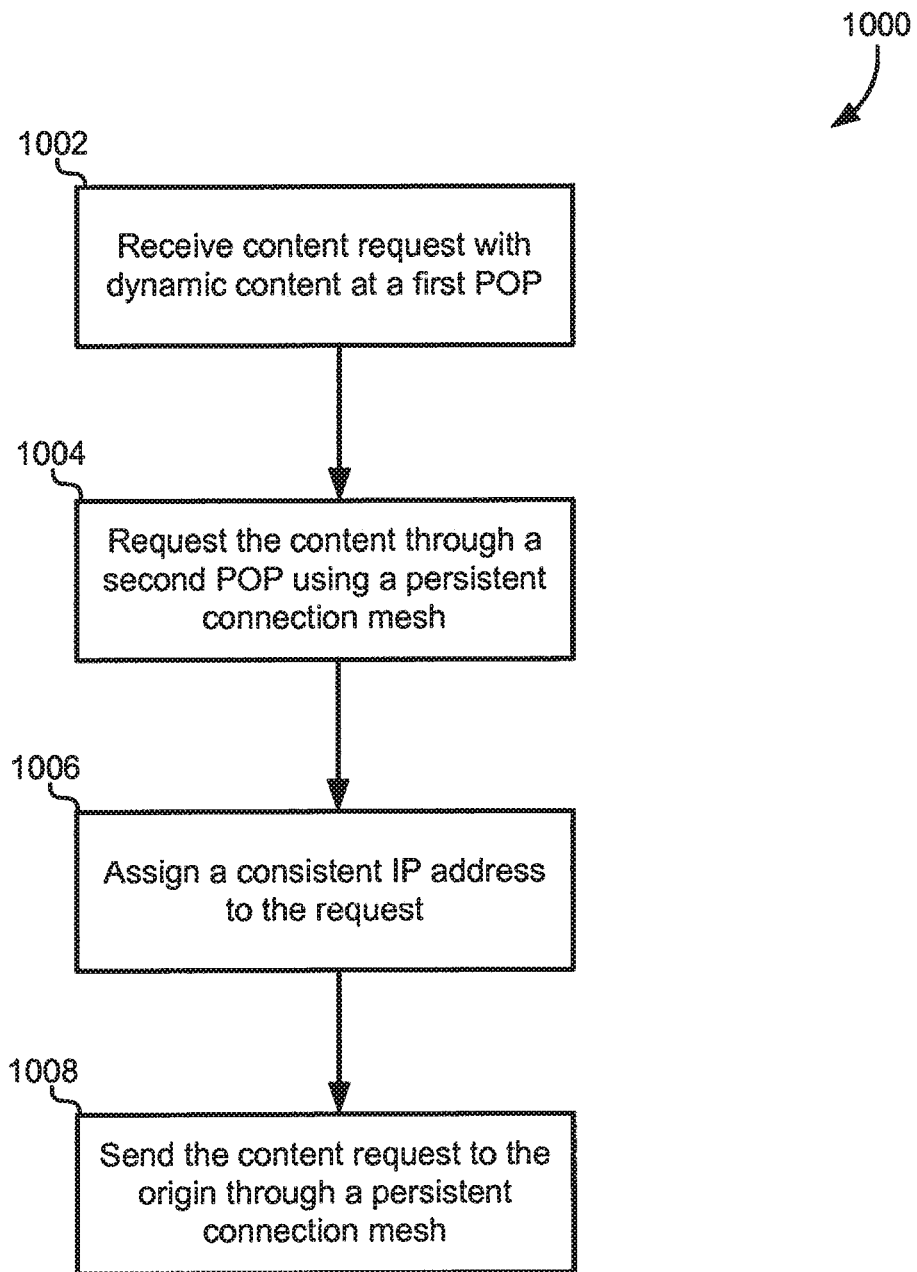 1000
1002
Receive content request with
dynamic content at a first POP
1004
Request the content through a
second POP using a persistent
connection mesh
1006
Assign a consistent IP address
to the request
1008
Send the content request to the
origin through a persistent
connection mesh